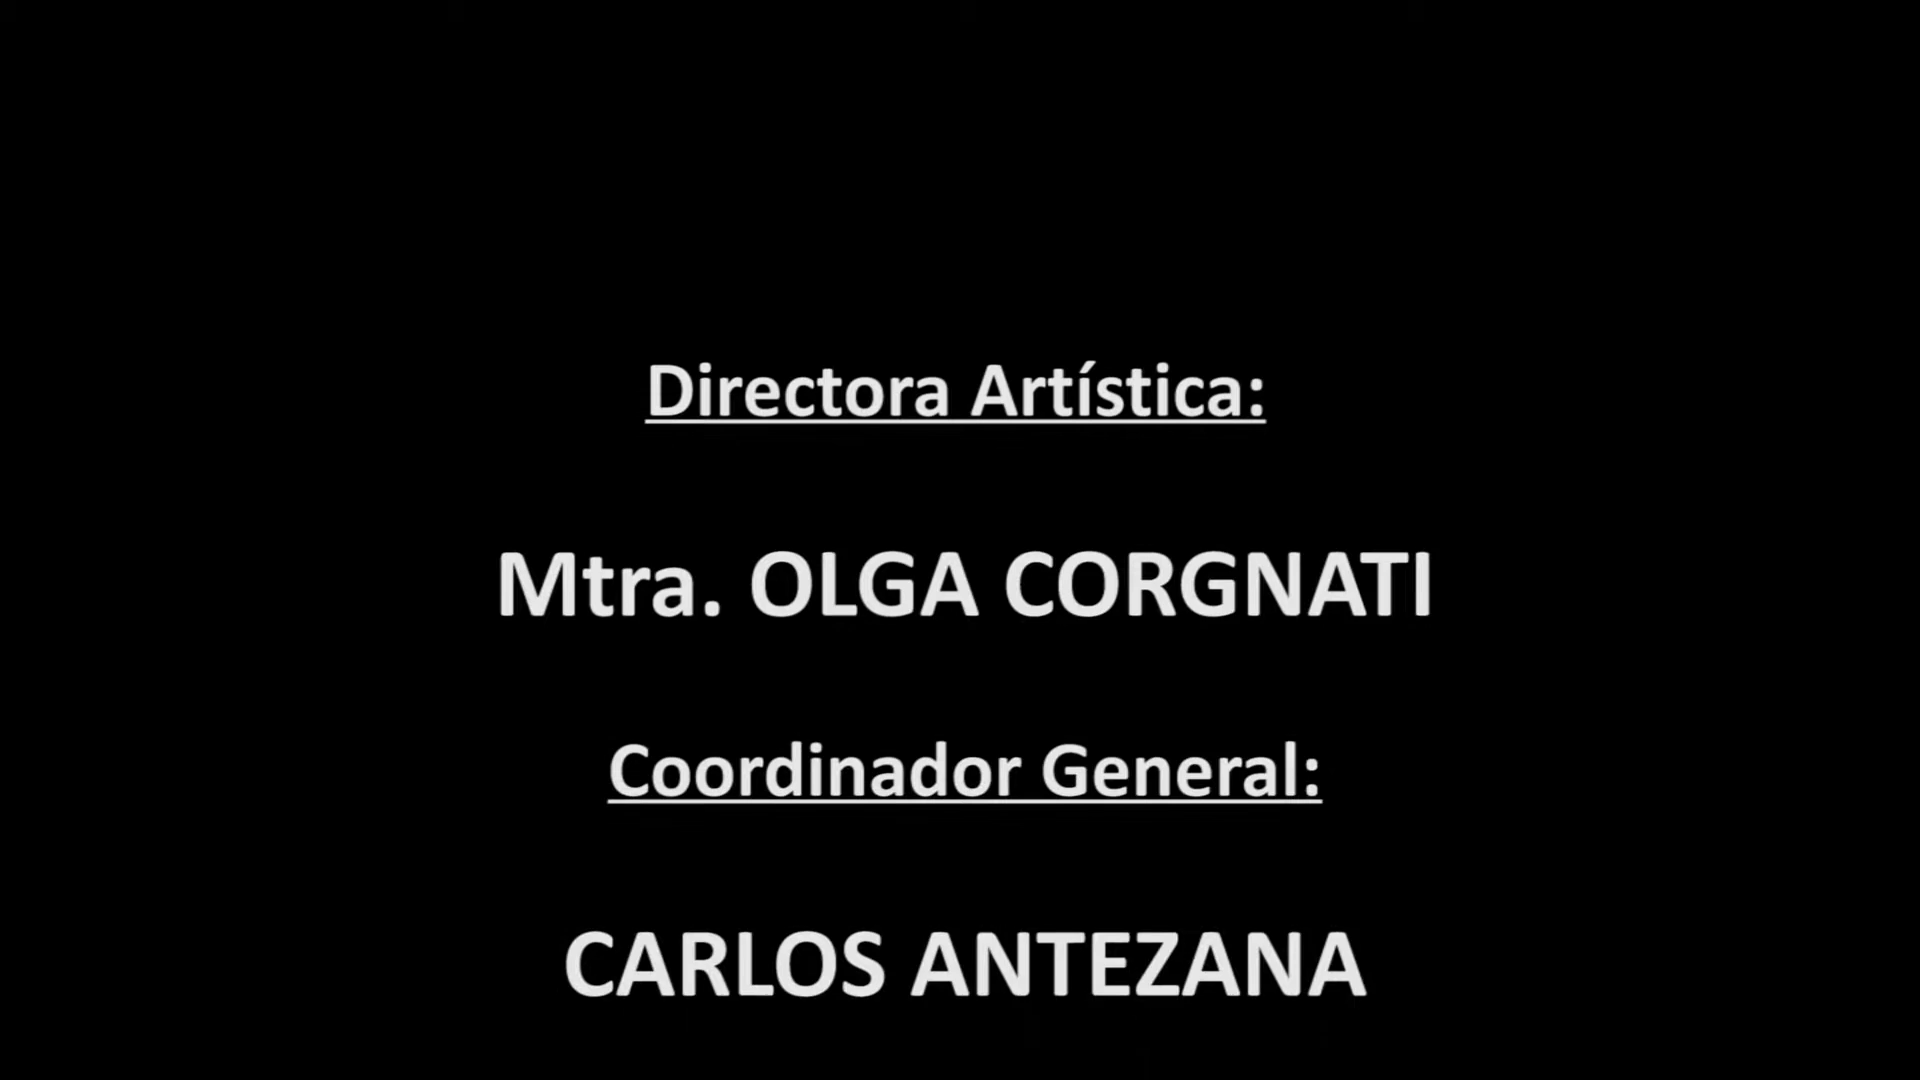 Directora Artística:
Mtra. OLGA CORGNATI
Coordinador General:
CARLOS ANTEZANA